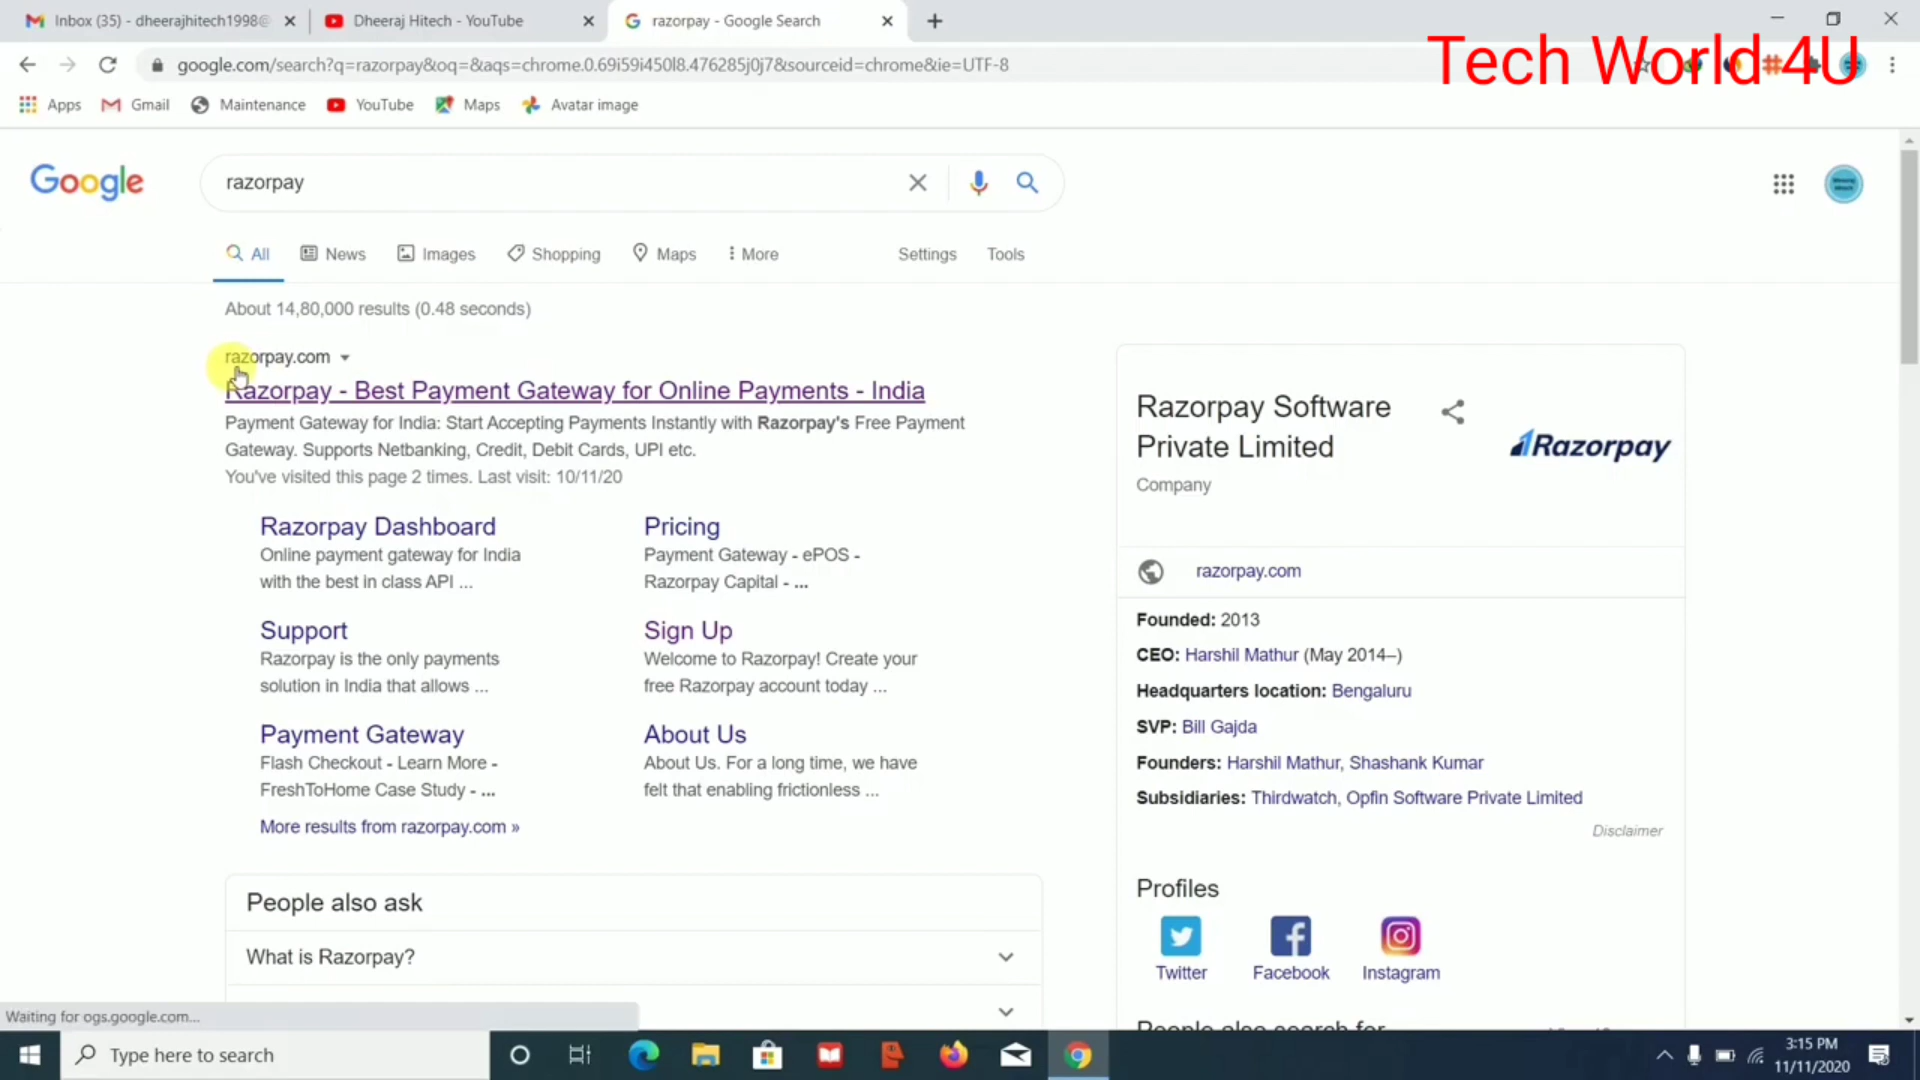 Inbox (35) - dheerajhitech1998@
Dheeraj Hitech - YouTube
razorpay - Google Search
google.com/search?q=razorpay&oq=&aqs=chrome.0.69i59i450l8.476285j0j7&sourceid=chrome&ie=UTF-8
Tech World 4U
Apps
Gmail
Maintenance
YouTube
Maps
Avatar image
Google
razorpay
All
News
Images
Shopping
Maps
More
Settings
Tools
About 14,80,000 results (0.48 seconds)
razorpay.com
Razorpay - Best Payment Gateway for Online Payments - India
Payment Gateway for India: Start Accepting Payments Instantly with Razorpay's Free Payment
Gateway. Supports Netbanking, Credit, Debit Cards, UPI etc.
You've visited this page 2 times. Last visit: 10/11/20
Razorpay Dashboard
Online payment gateway for India
with the best in class API ...
Pricing
Payment Gateway - ePOS -
Razorpay Capital - ...
Support
Razorpay is the only payments
solution in India that allows ...
Sign Up
Welcome to Razorpay! Create your
free Razorpay account today ...
Payment Gateway
Flash Checkout - Learn More -
FreshToHome Case Study - ...
About Us
About Us. For a long time, we have
felt that enabling frictionless ...
More results from razorpay.com »
People also ask
What is Razorpay?
Razorpay Software
Private Limited
Company
Razorpay
razorpay.com
Founded: 2013
CEO: Harshil Mathur (May 2014–)
Headquarters location: Bengaluru
SVP: Bill Gajda
Founders: Harshil Mathur, Shashank Kumar
Subsidiaries: Thirdwatch, Opfin Software Private Limited
Disclaimer
Profiles
Twitter
Facebook
Instagram
People also search for
Waiting for ogs.google.com...
Type here to search
3:15 PM
11/11/2020